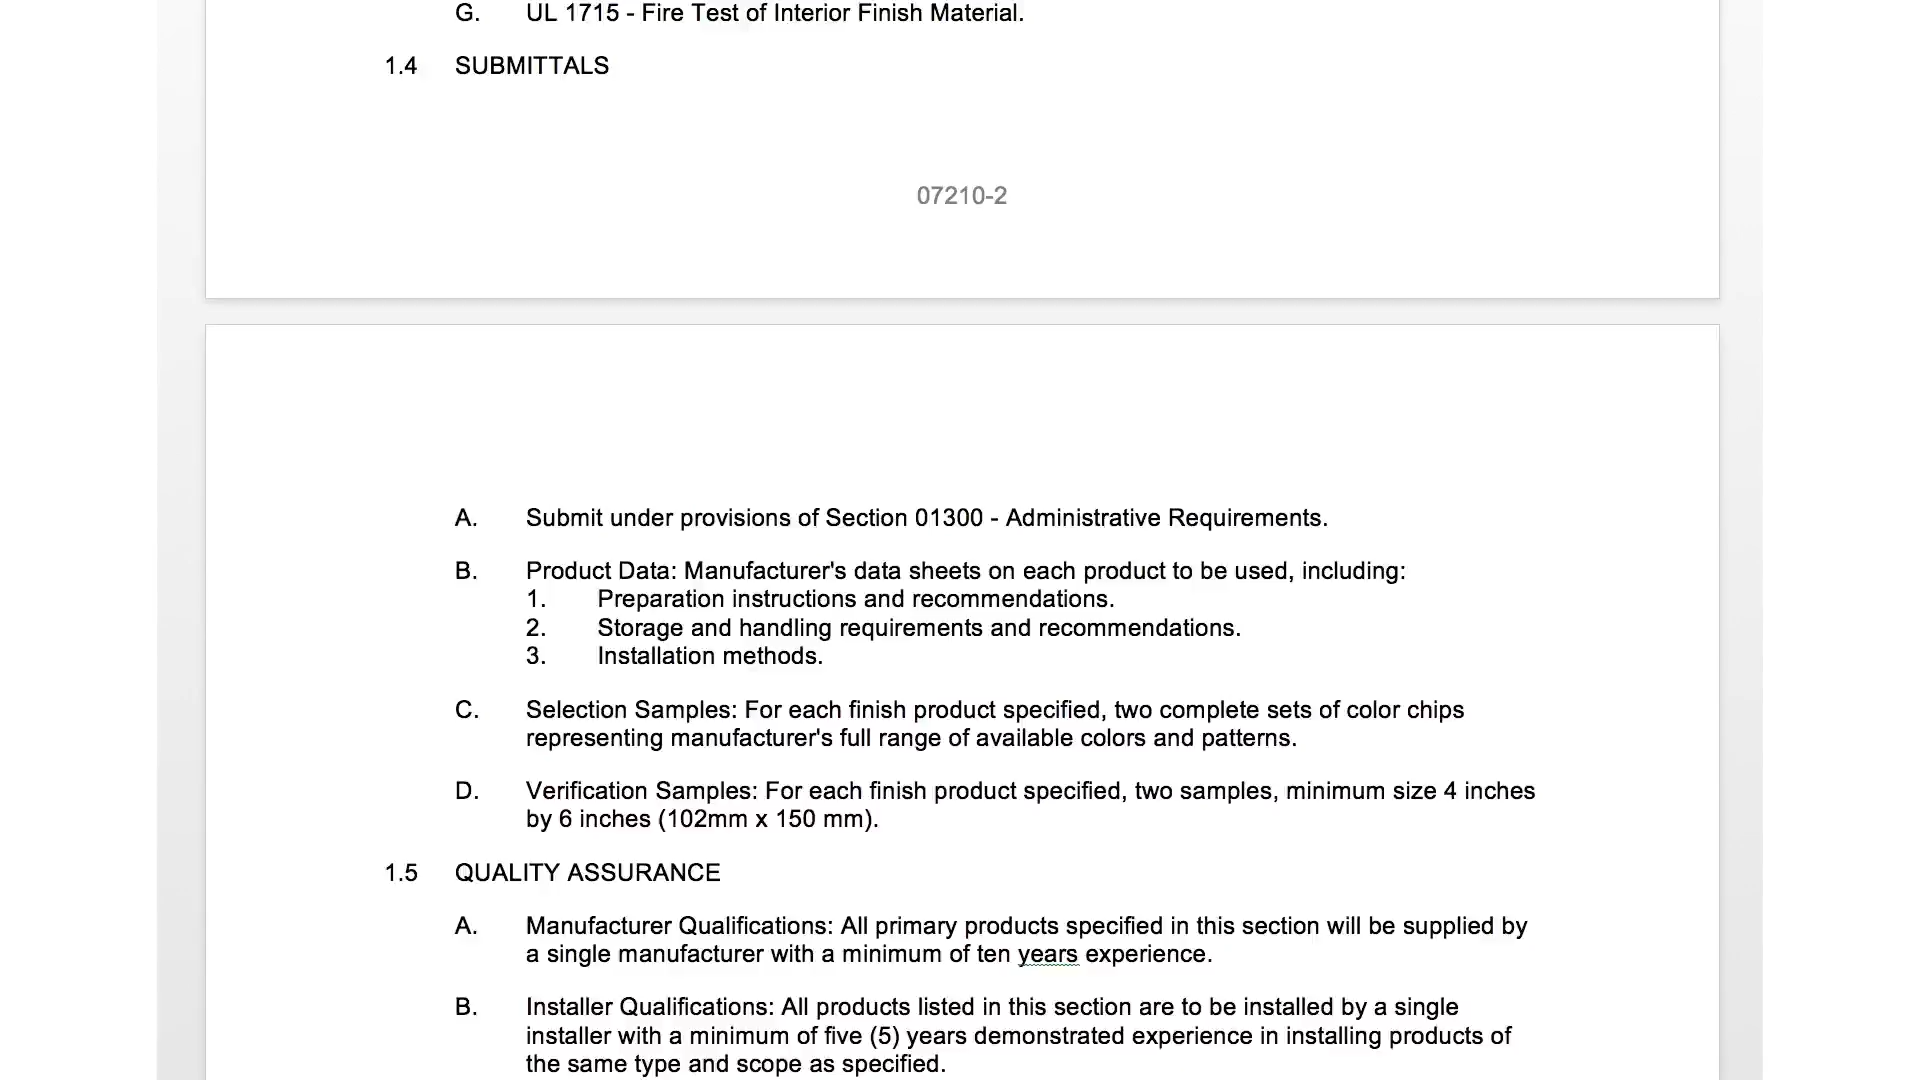 G. UL 1715 - Fire Test of Interior Finish Material.
1.4 SUBMITTALS
07210-2
A. Submit under provisions of Section 01300 - Administrative Requirements.
B. Product Data: Manufacturer's data sheets on each product to be used, including:
1. Preparation instructions and recommendations.
2. Storage and handling requirements and recommendations.
3. Installation methods.
C. Selection Samples: For each finish product specified, two complete sets of color chips
representing manufacturer's full range of available colors and patterns.
D. Verification Samples: For each finish product specified, two samples, minimum size 4 inches
by 6 inches (102mm x 150 mm).
1.5 QUALITY ASSURANCE
A. Manufacturer Qualifications: All primary products specified in this section will be supplied by
a single manufacturer with a minimum of ten years experience.
B. Installer Qualifications: All products listed in this section are to be installed by a single
installer with a minimum of five (5) years demonstrated experience in installing products of
the same type and scope as specified.